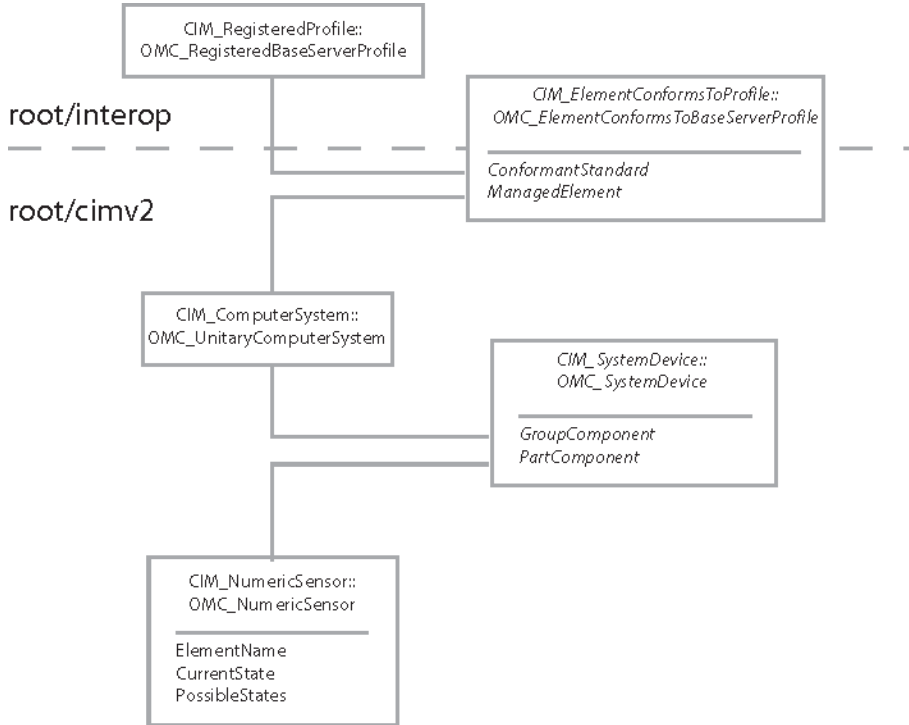 CIM_RegisteredProfile::
OMC_RegisteredBaseServerProfile
root/interop
CIM_ElementConformsToProfile::
OMC_ElementConformsToBaseServerProfile
ConformantStandard
ManagedElement
root/cimv2
CIM_ComputerSystem::
OMC_UnitaryComputerSystem
CIM_SystemDevice::
OMC_SystemDevice
GroupComponent
PartComponent
CIM_NumericSensor::
OMC_NumericSensor
ElementName
CurrentState
PossibleStates